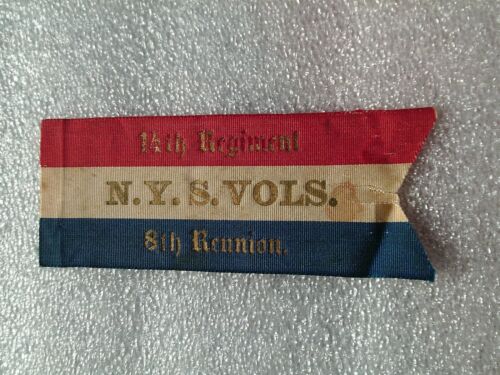 14th Regiment
N.Y.S. VOLS.
8th Reunion.